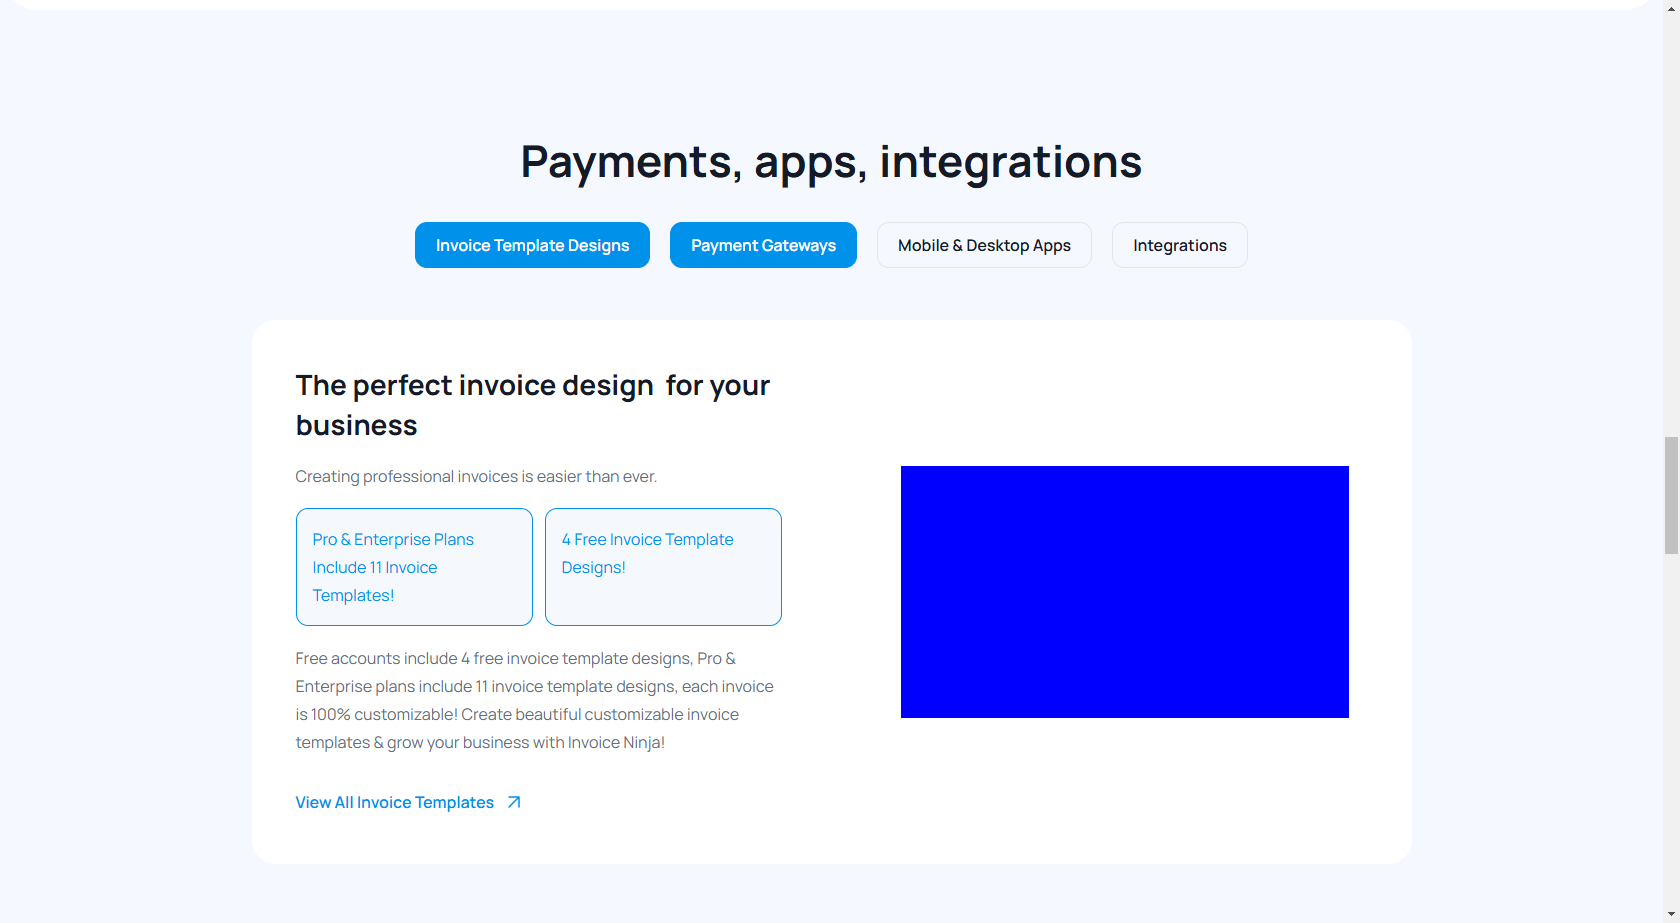 Payments, apps, integrations
Invoice Template Designs
Payment Gateways
Mobile & Desktop Apps
Integrations
The perfect invoice design for your
business
Creating professional invoices is easier than ever.
Pro & Enterprise Plans
Include 11 Invoice
Templates!
4 Free Invoice Template
Designs!
Free accounts include 4 free invoice template designs, Pro &
Enterprise plans include 11 invoice template designs, each invoice
is 100% customizable! Create beautiful customizable invoice
templates & grow your business with Invoice Ninja!
View All Invoice Templates